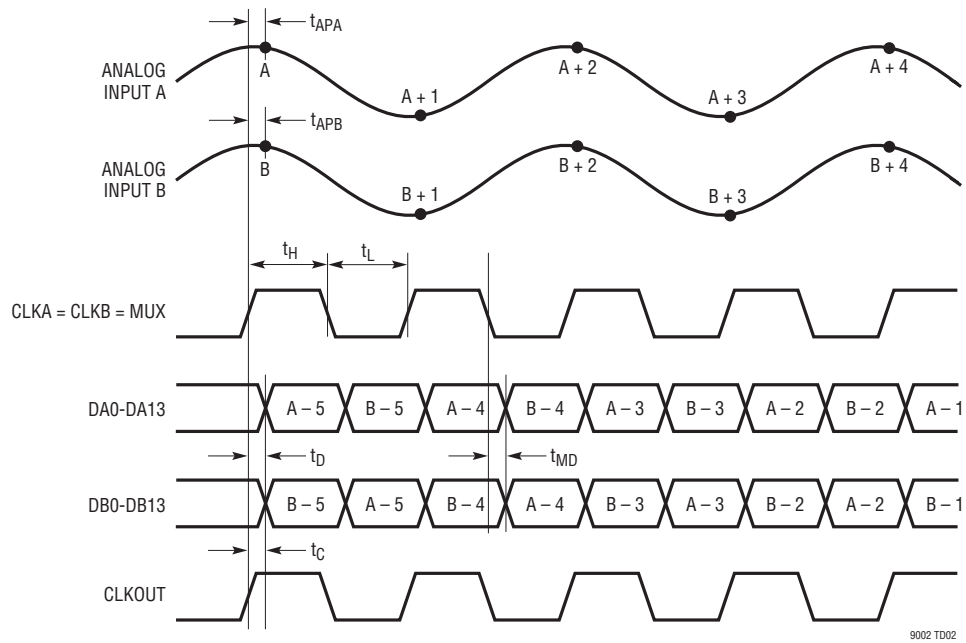 tAPA
ANALOG
INPUT A
A
A + 1
A + 2
A + 3
A + 4
tAPB
ANALOG
INPUT B
B
B + 1
B + 2
B + 3
B + 4
tH
tL
CLKA = CLKB = MUX
DA0-DA13
A – 5
B – 5
A – 4
B – 4
A – 3
B – 3
A – 2
B – 2
A – 1
tD
tMD
DB0-DB13
B – 5
A – 5
B – 4
A – 4
B – 3
A – 3
B – 2
A – 2
B – 1
tC
CLKOUT
9002 TD02